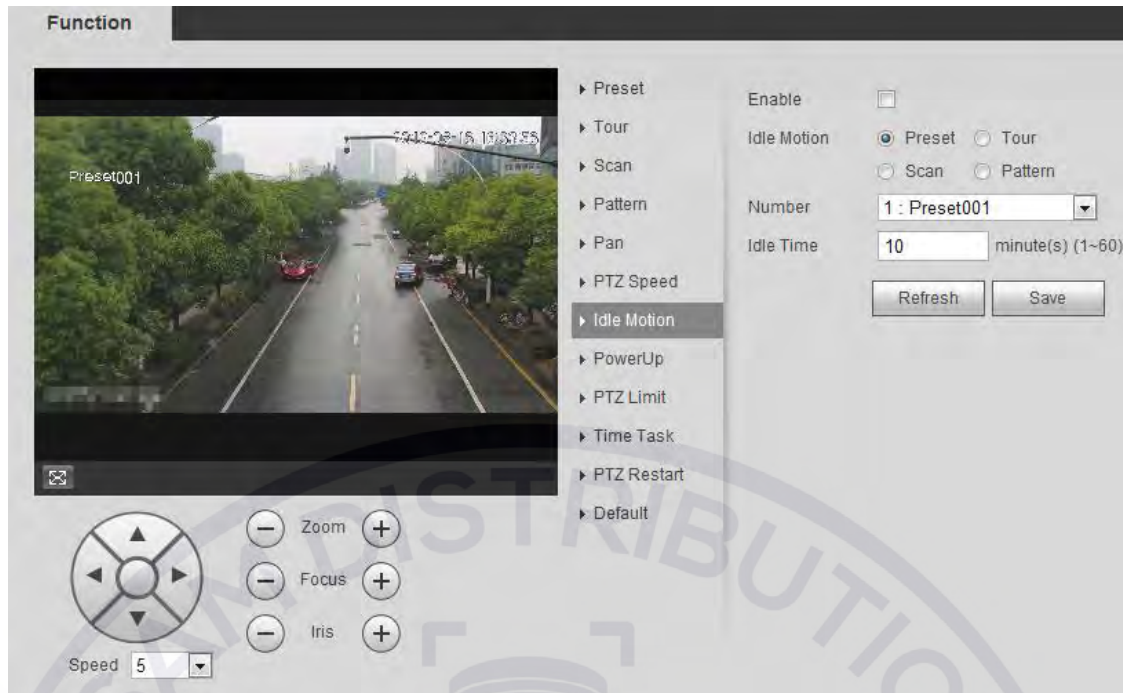 Function
Preset001
Zoom
Focus
Iris
Speed 5
Preset
Tour
Scan
Pattern
Pan
PTZ Speed
Idle Motion
PowerUp
PTZ Limit
Time Task
PTZ Restart
Default
Enable
Idle Motion Preset Tour
Scan Pattern
Number 1 : Preset001
Idle Time 10 minute(s) (1~60)
Refresh Save
DISTRIBUTIO